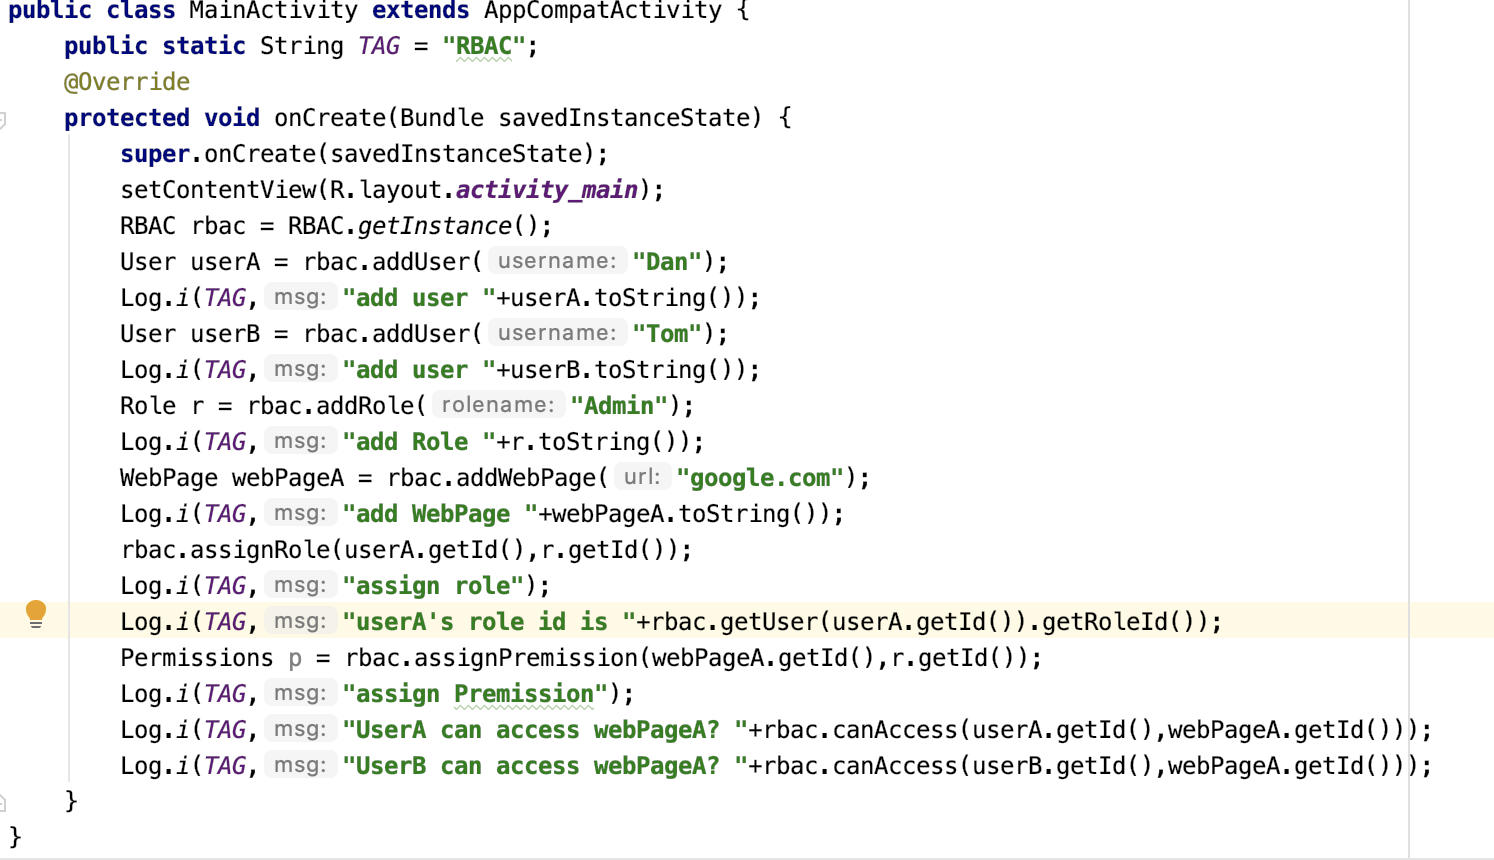 public class MainActivity extends AppCompatActivity {
public static String TAG = "RBAC";
@Override
protected void onCreate(Bundle savedInstanceState) {
super.onCreate(savedInstanceState);
setContentView(R.layout.activity_main);
RBAC rbac = RBAC.getInstance();
User userA = rbac.addUser( username: "Dan");
Log.i(TAG, msg: "add user "+userA.toString());
User userB = rbac.addUser( username: "Tom");
Log.i(TAG, msg: "add user "+userB.toString());
Role r = rbac.addRole( rolename: "Admin");
Log.i(TAG, msg: "add Role "+r.toString());
WebPage webPageA = rbac.addWebPage( url: "google.com");
Log.i(TAG, msg: "add WebPage "+webPageA.toString());
rbac.assignRole(userA.getId(),r.getId());
Log.i(TAG, msg: "assign role");
Log.i(TAG, msg: "userA's role id is "+rbac.getUser(userA.getId()).getRoleId());
Permissions p = rbac.assignPremission(webPageA.getId(),r.getId());
Log.i(TAG, msg: "assign Premission");
Log.i(TAG, msg: "UserA can access webPageA? "+rbac.canAccess(userA.getId(),webPageA.getId()));
Log.i(TAG, msg: "UserB can access webPageA? "+rbac.canAccess(userB.getId(),webPageA.getId()));
}
}